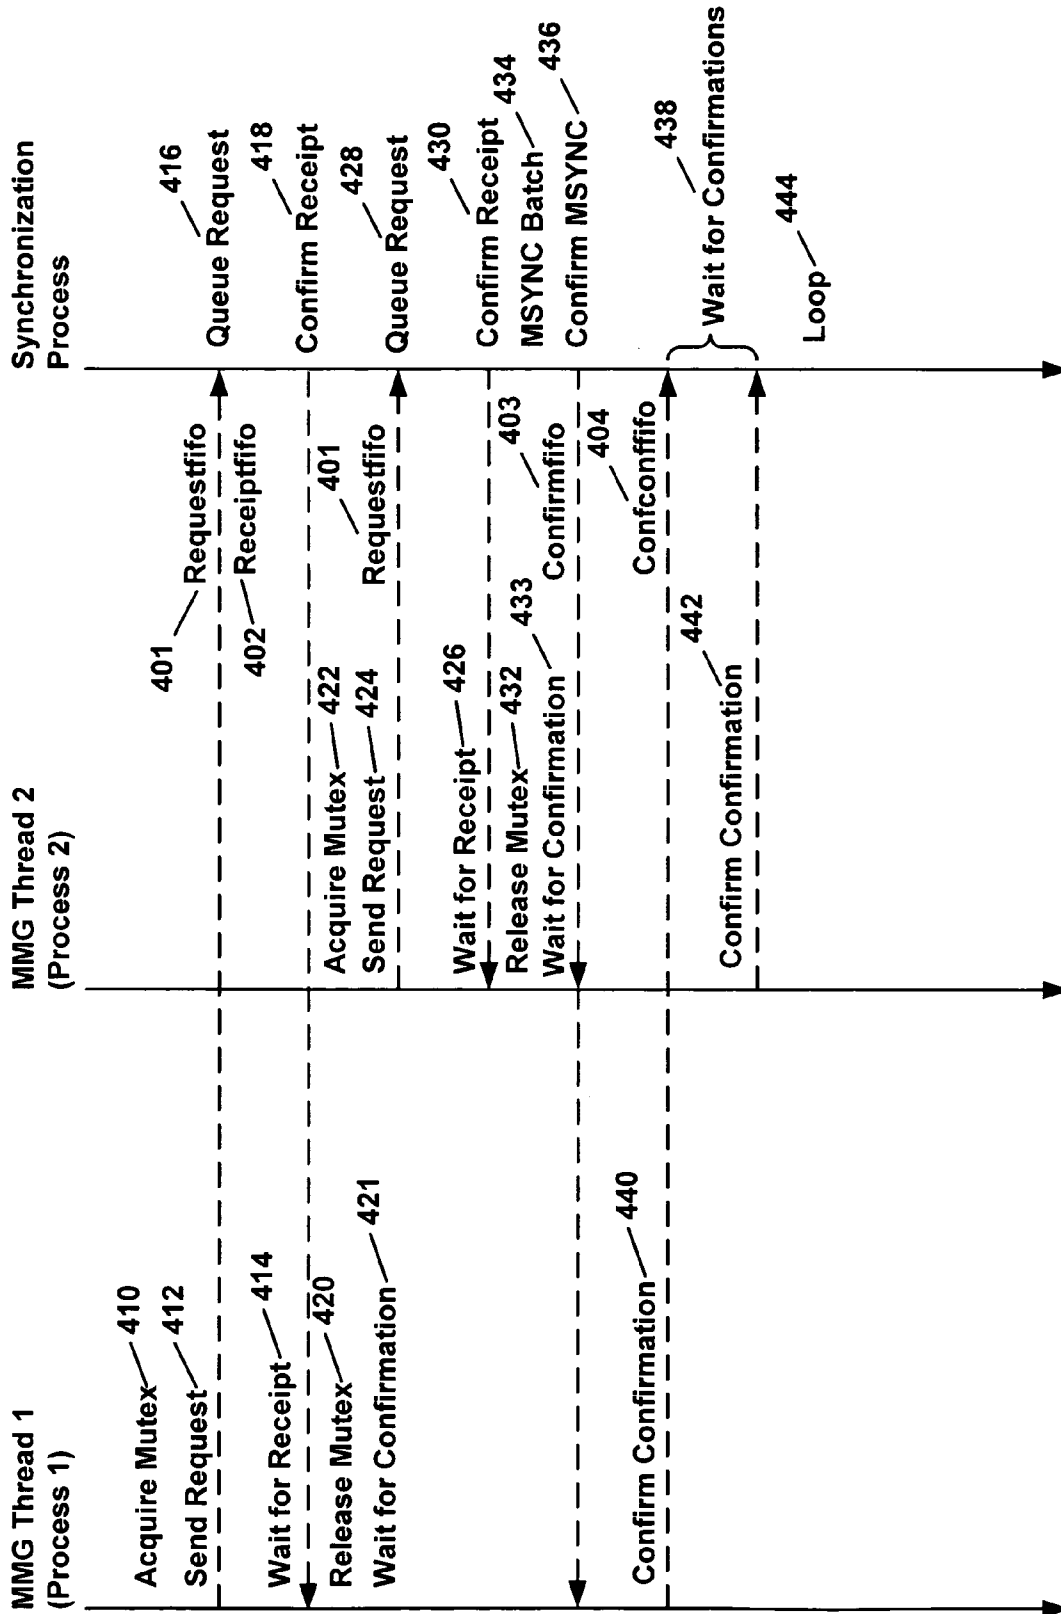 MMG Thread 1
(Process 1)
MMG Thread 2
(Process 2)
Synchronization
Process
Acquire Mutex 410
Send Request 412
401 Requestfifo
Queue Request 416
402 Receiptfifo
Wait for Receipt 414
Confirm Receipt 418
Release Mutex 420
Wait for Confirmation 421
Acquire Mutex 422
Send Request 424
401
Requestfifo
Queue Request 428
Wait for Receipt 426
Confirm Receipt 430
Release Mutex 432
Wait for Confirmation 433
403
Confirmfifo
MSYNC Batch 434
Confirm MSYNC 436
404
Confconffifo
Confirm Confirmation 440
Wait for Confirmations 438
Confirm Confirmation 442
Loop 444